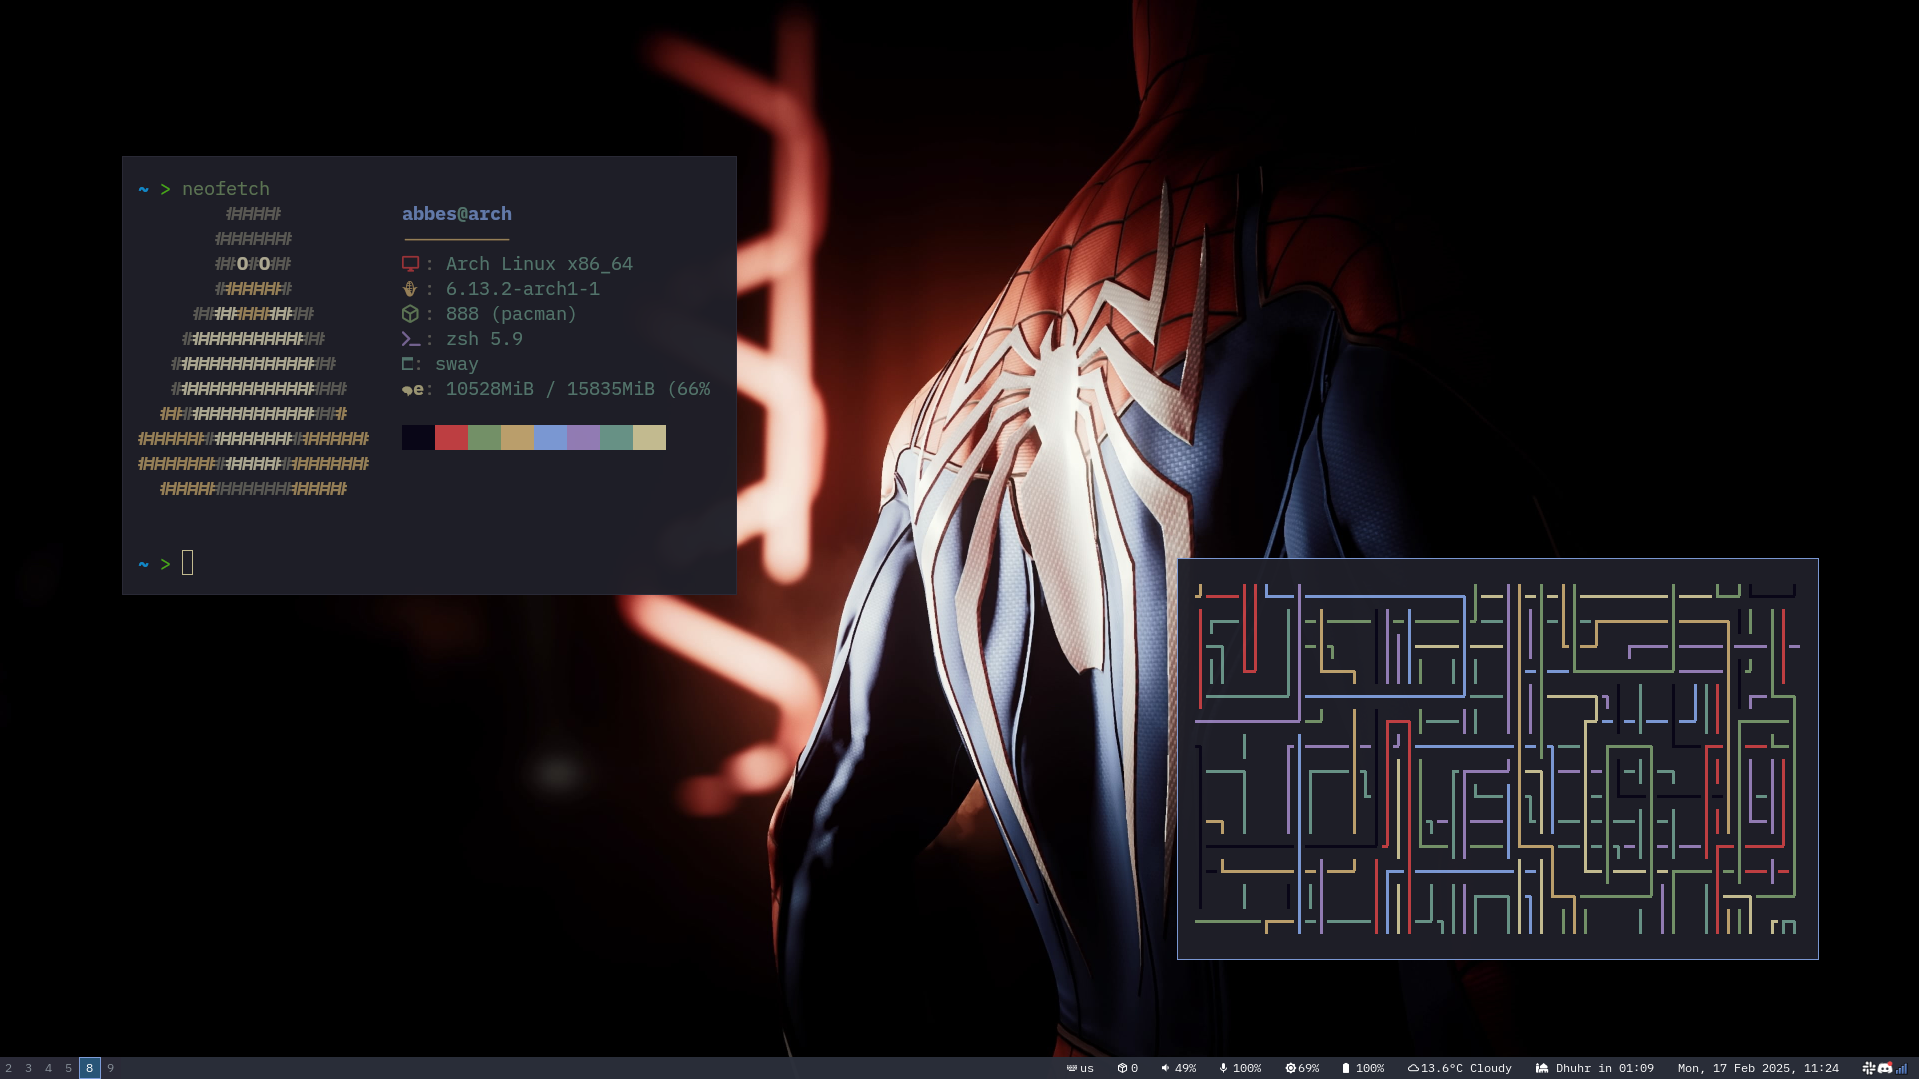 ~ > neofetch
#####
#######
##O#O##
#######
###########
#############
###############
################
#################
#####################
#####################
#################
abbes@arch
: Arch Linux x86_64
: 6.13.2-arch1-1
: 888 (pacman)
: zsh 5.9
: sway
: 10528MiB / 15835MiB (66%
~ >
2 3 4 5 8 9 us 0 49% 100% 69% 100% 13.6°C Cloudy Dhuhr in 01:09 Mon, 17 Feb 2025, 11:24